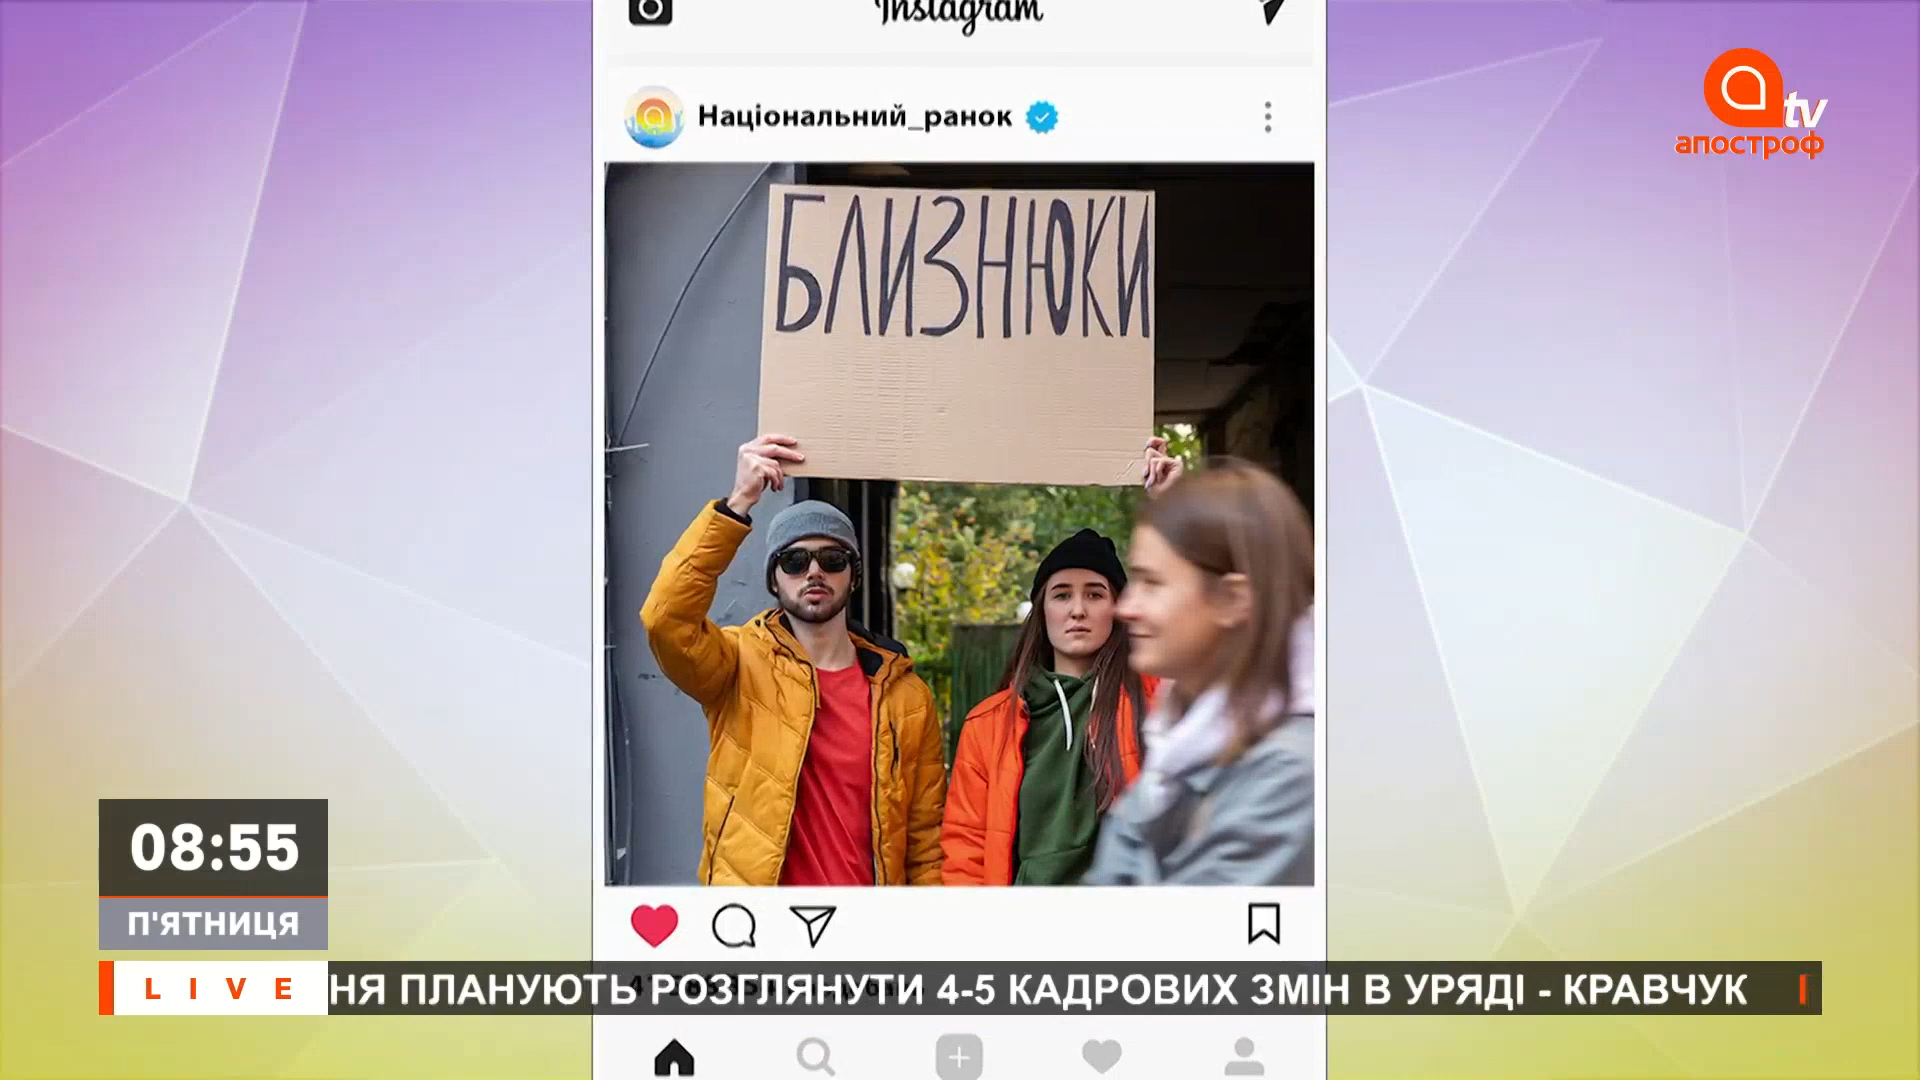 Instagram
Національний_ранок
tv
апостроф
БЛИЗНЮКИ
08:55
П'ЯТНИЦЯ
LIVE
НЯ ПЛАНУЮТЬ РОЗГЛЯНУТИ 4-5 КАДРОВИХ ЗМІН В УРЯДІ - КРАВЧУК